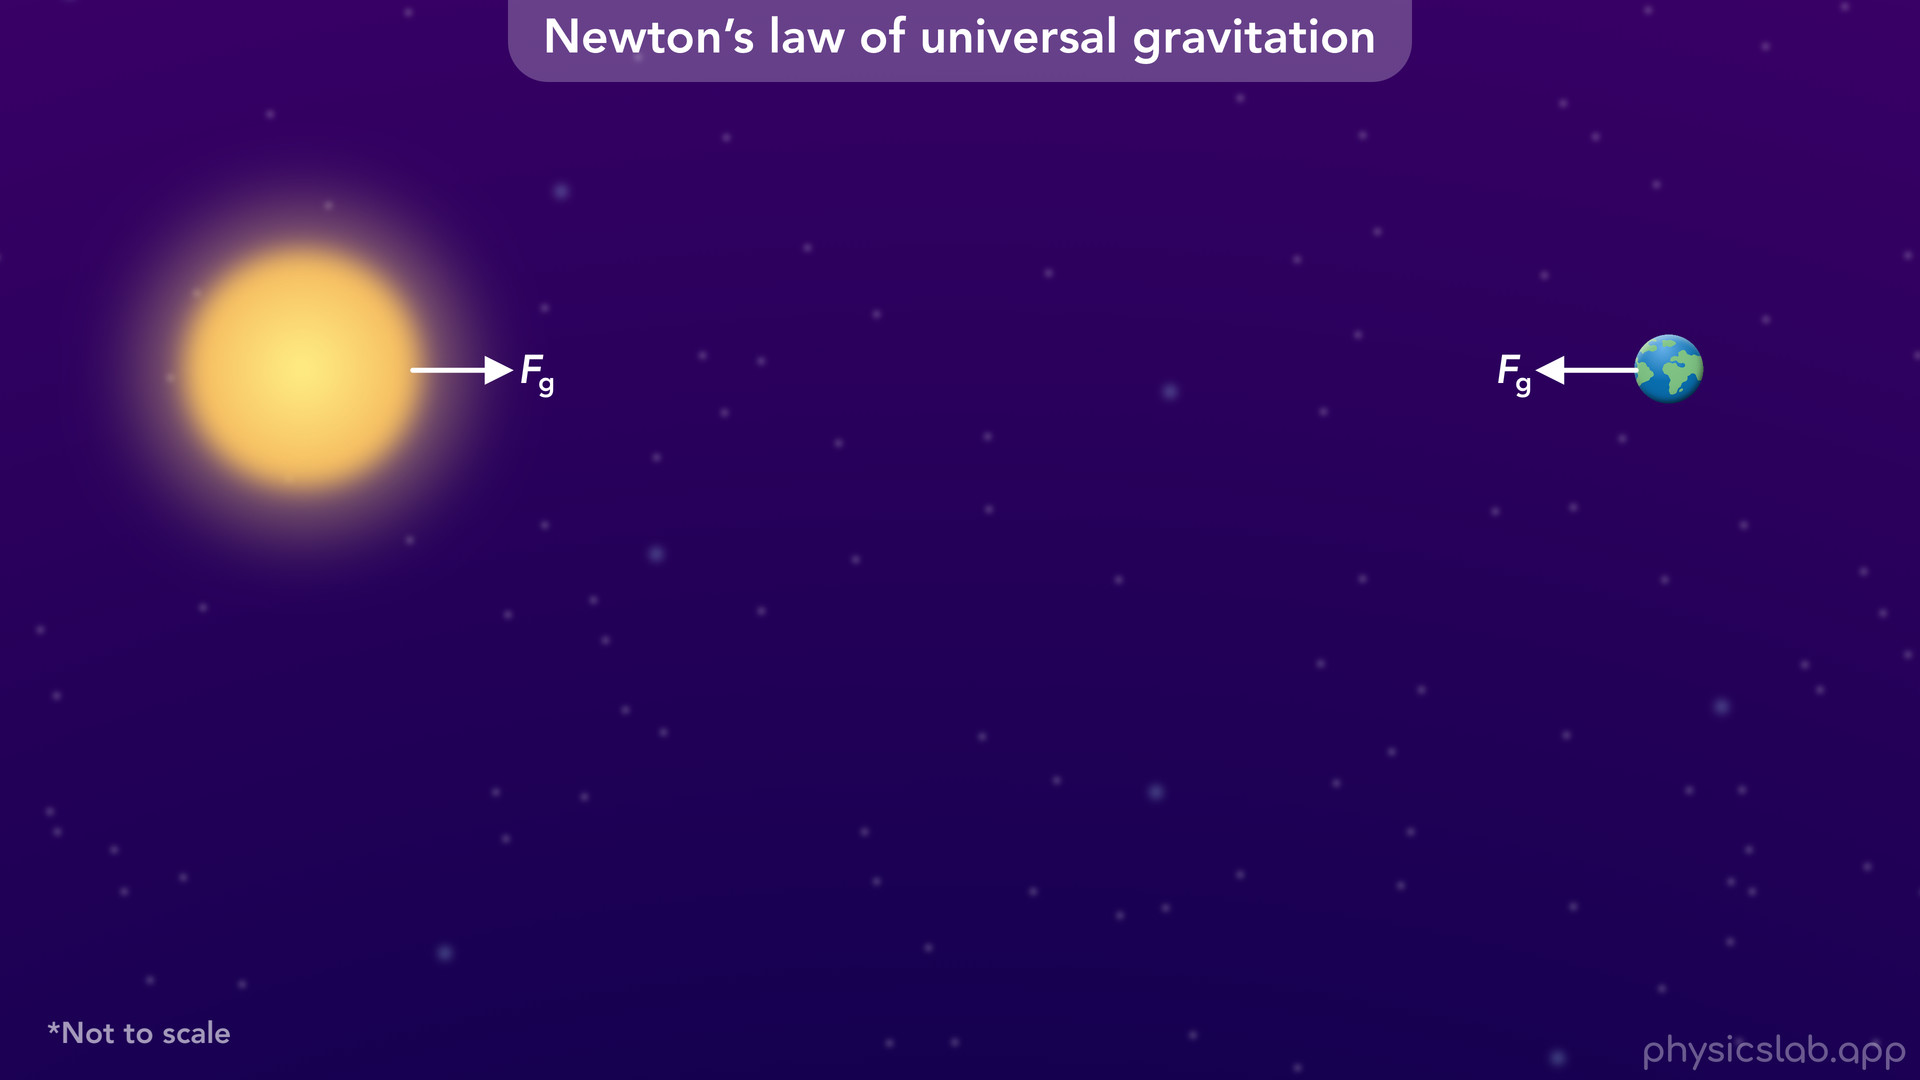 Newton‘s law of universal gravitation
Fg
Fg
*Not to scale
physicslab.app